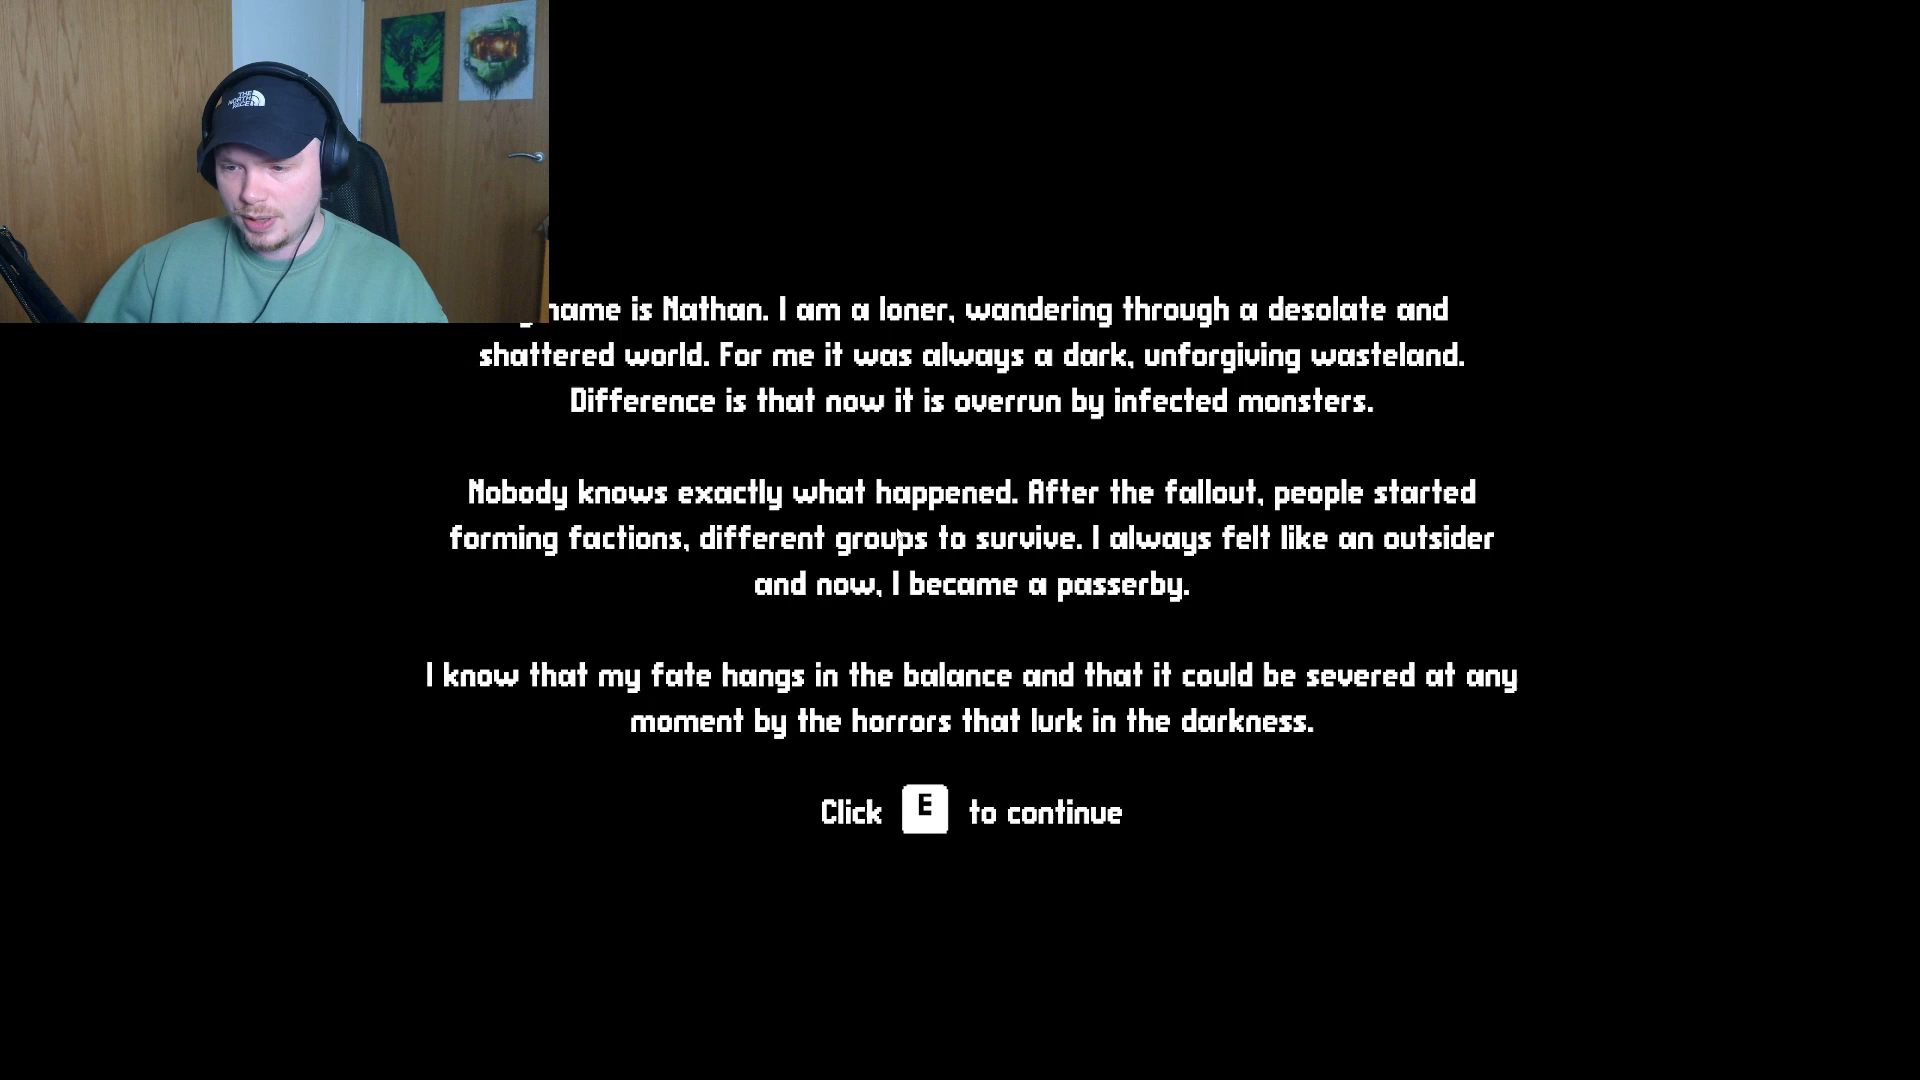 THE
NORTH
FACE
name is Nathan. I am a loner, wandering through a desolate and
shattered world. For me it was always a dark, unforgiving wasteland.
Difference is that now it is overrun by infected monsters.
Nobody knows exactly what happened. After the fallout, people started
forming factions, different groups to survive. I always felt like an outsider
and now, I became a passerby.
I know that my fate hangs in the balance and that it could be severed at any
moment by the horrors that lurk in the darkness.
Click E to continue